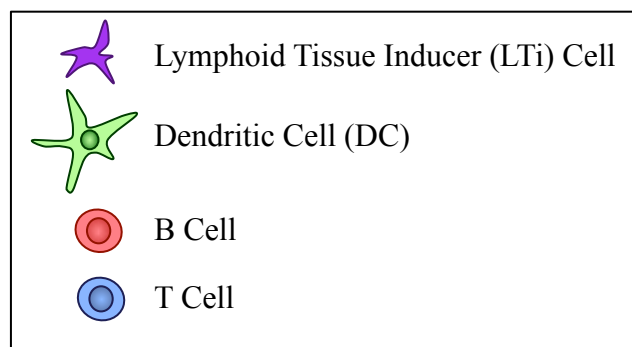 Lymphoid Tissue Inducer (LTi) Cell
Dendritic Cell (DC)
B Cell
T Cell